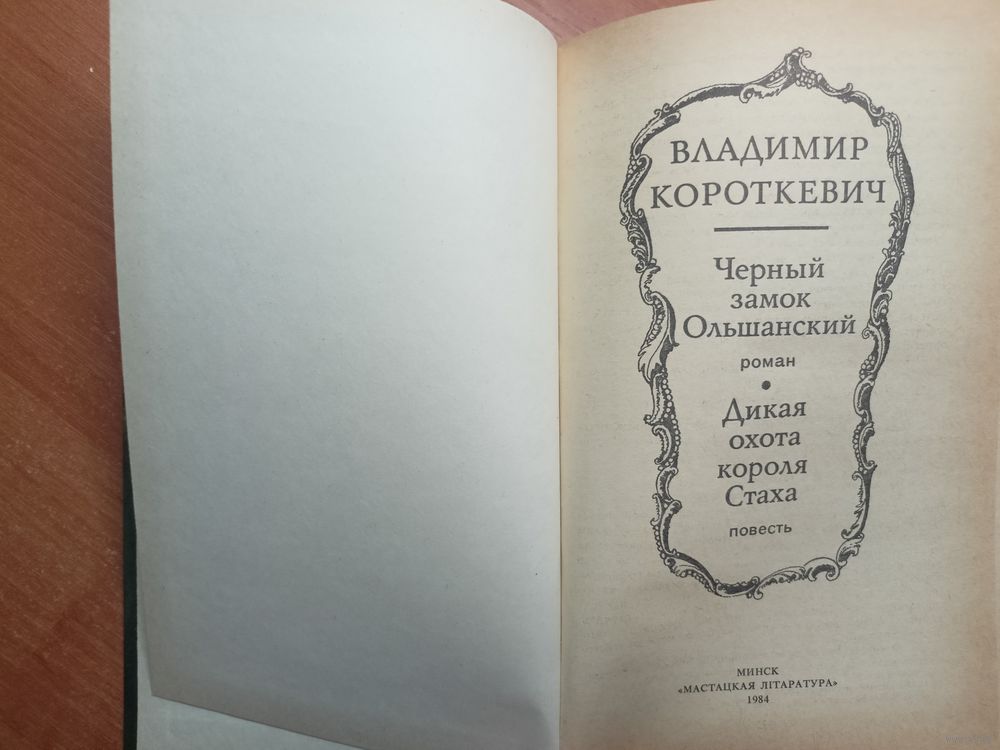 ВЛАДИМИР
КОРОТКЕВИЧ
Черный
замок
Ольшанский
роман
Дикая
охота
короля
Стаха
повесть
МИНСК
«МАСТАЦКАЯ ЛІТАРАТУРА»
1984